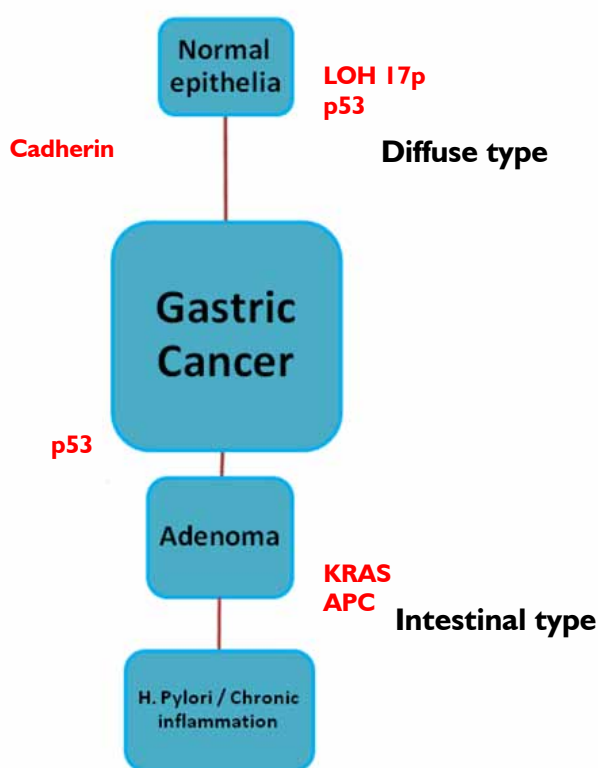 Normal
epithelia
LOH 17p
p53
Cadherin
Diffuse type
Gastric
Cancer
p53
Adenoma
KRAS
APC
Intestinal type
H. Pylori / Chronic
inflammation